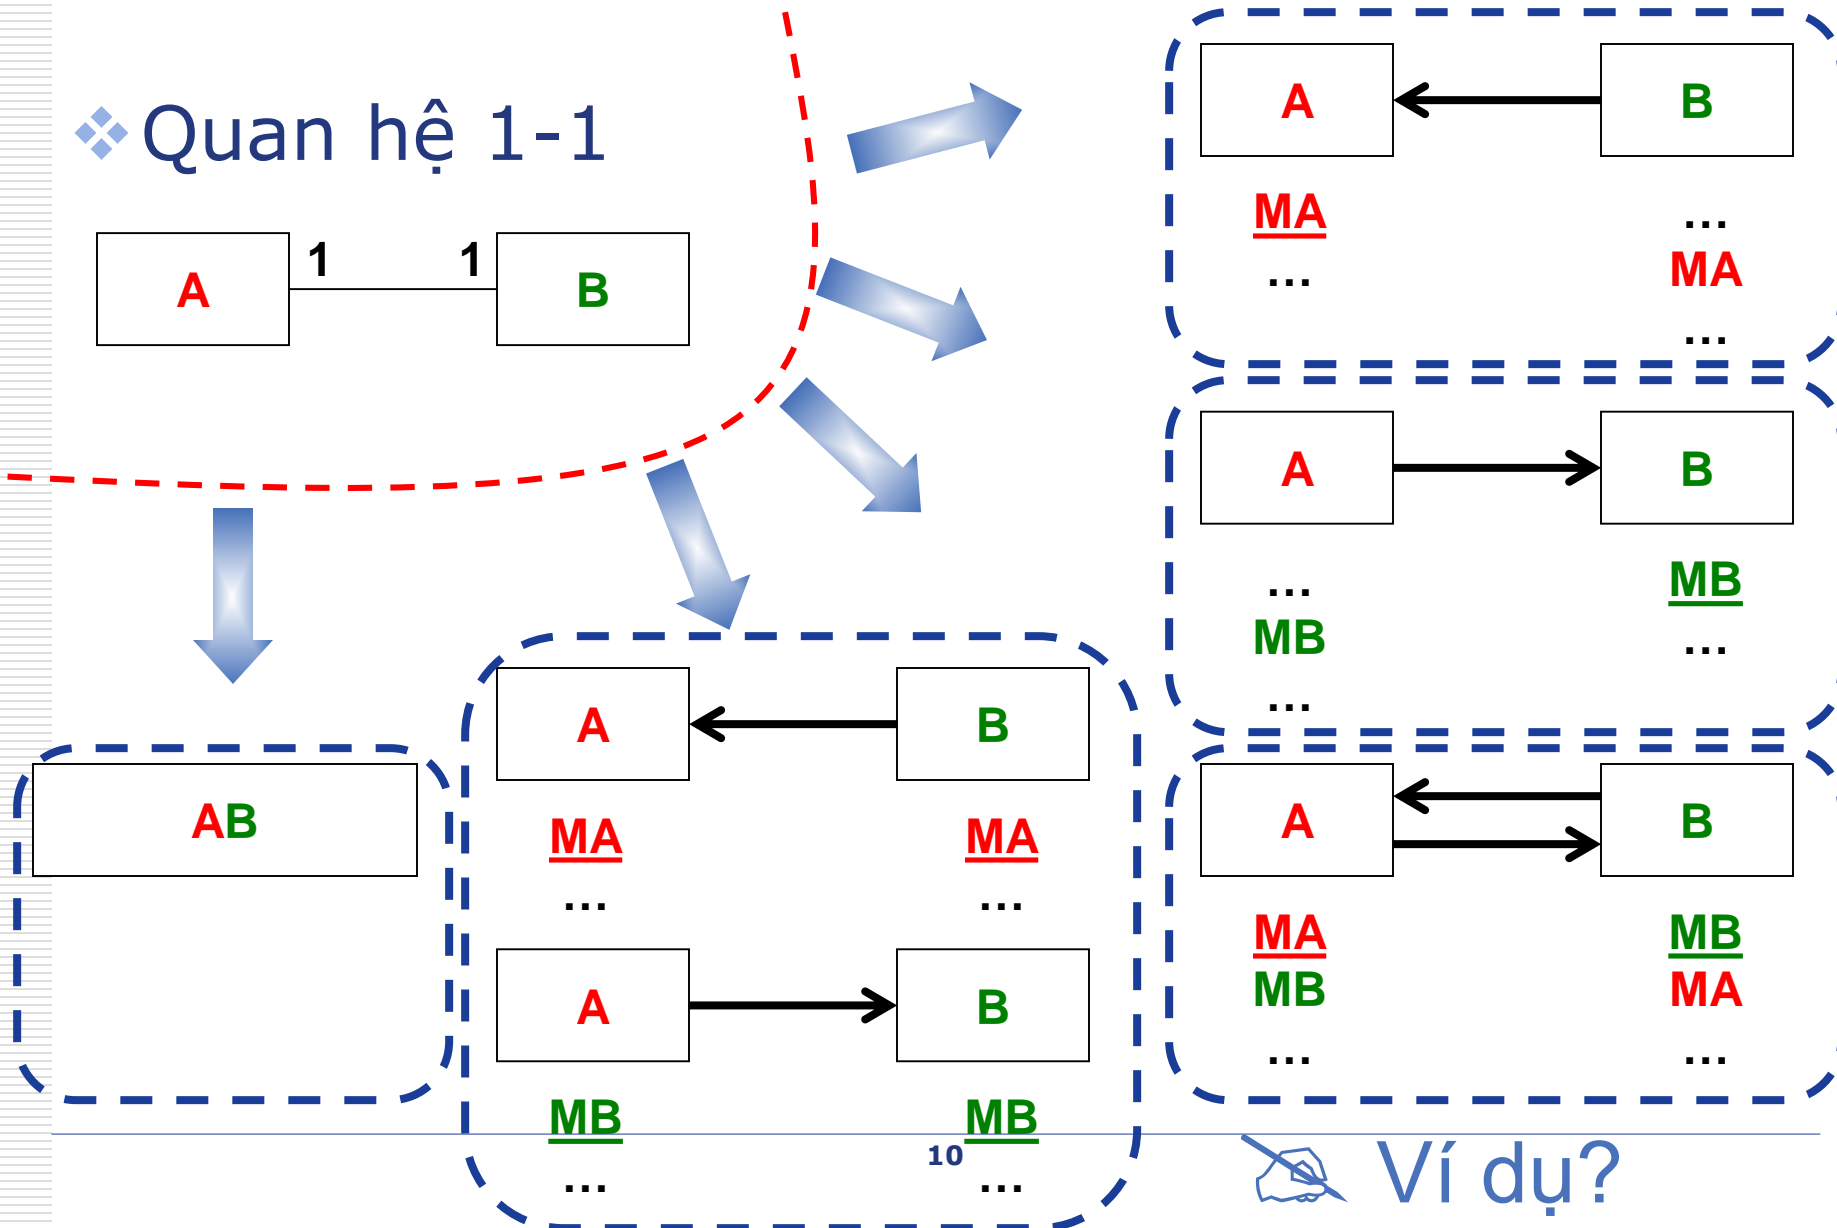 Quan hệ 1-1
A 1 1 B
A B
MA ...
... MA
...
A B
... MB
MB ...
...
A B
MA MB
MB MA
... ...
AB
A B
MA MA
... ...
A B
MB MB
... ...
10
Ví dụ?